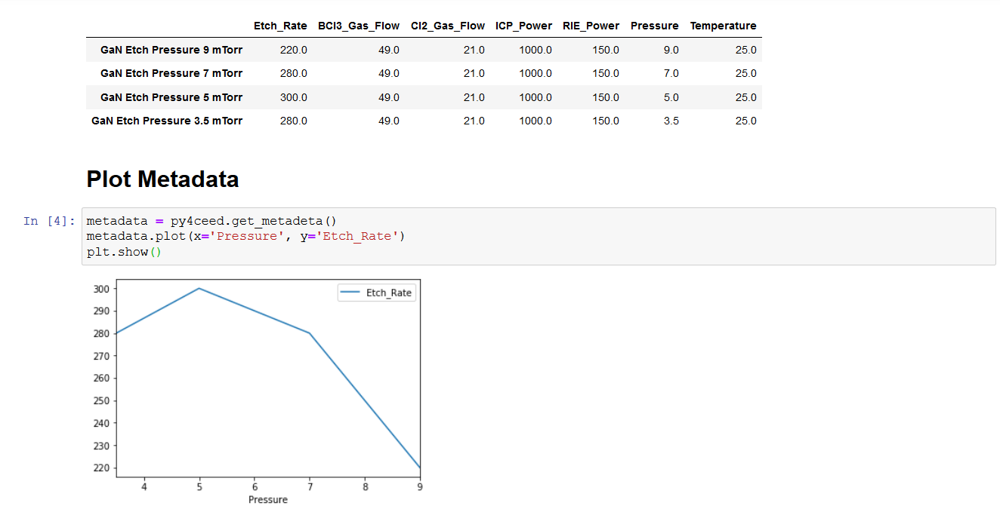 Etch_Rate BCl3_Gas_Flow Cl2_Gas_Flow ICP_Power RIE_Power Pressure Temperature
GaN Etch Pressure 9 mTorr 220.0 49.0 21.0 1000.0 150.0 9.0 25.0
GaN Etch Pressure 7 mTorr 280.0 49.0 21.0 1000.0 150.0 7.0 25.0
GaN Etch Pressure 5 mTorr 300.0 49.0 21.0 1000.0 150.0 5.0 25.0
GaN Etch Pressure 3.5 mTorr 280.0 49.0 21.0 1000.0 150.0 3.5 25.0
Plot Metadata
In [4]: metadata = py4ceed.get_metadeta()
metadata.plot(x='Pressure', y='Etch_Rate')
plt.show()
Etch_Rate
300
290
280
270
260
250
240
230
220
4 5 6 7 8 9
Pressure